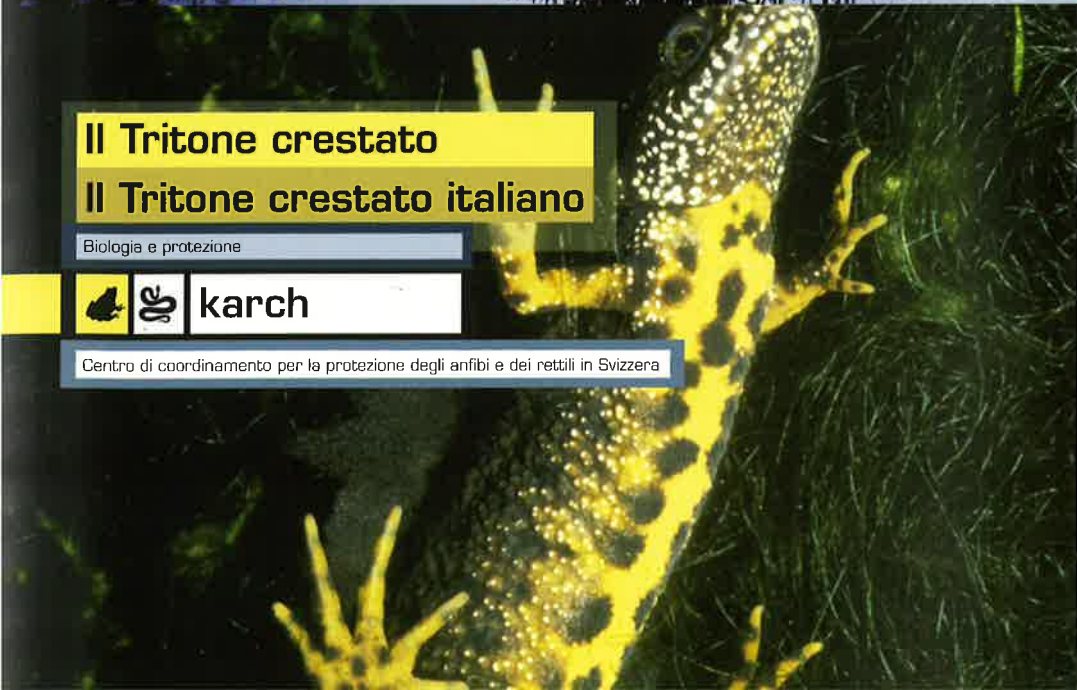 Il Tritone crestato
Il Tritone crestato italiano
Biologia e protezione
karch
Centro di coordinamento per la protezione degli anfibi e dei rettili in Svizzera